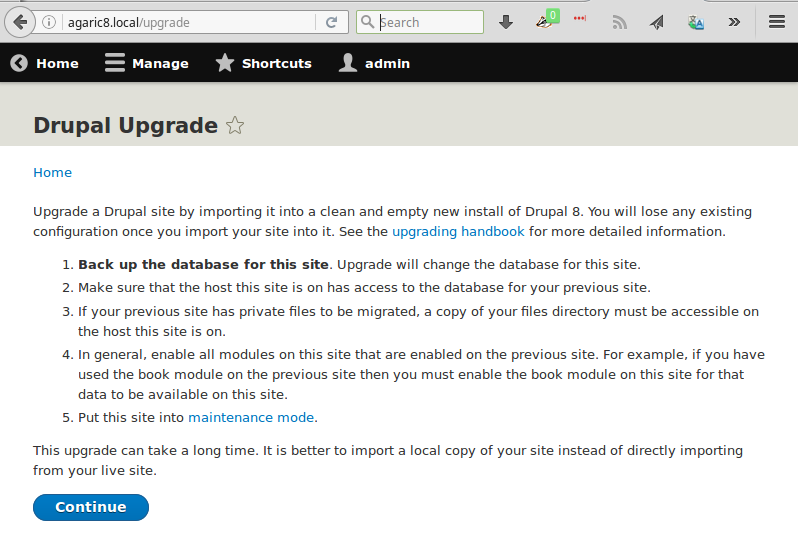 agaric8.local/upgrade
Search
0
Home
Manage
Shortcuts
admin
Drupal Upgrade
Home
Upgrade a Drupal site by importing it into a clean and empty new install of Drupal 8. You will lose any existing
configuration once you import your site into it. See the upgrading handbook for more detailed information.
1. Back up the database for this site. Upgrade will change the database for this site.
2. Make sure that the host this site is on has access to the database for your previous site.
3. If your previous site has private files to be migrated, a copy of your files directory must be accessible on
the host this site is on.
4. In general, enable all modules on this site that are enabled on the previous site. For example, if you have
used the book module on the previous site then you must enable the book module on this site for that
data to be available on this site.
5. Put this site into maintenance mode.
This upgrade can take a long time. It is better to import a local copy of your site instead of directly importing
from your live site.
Continue